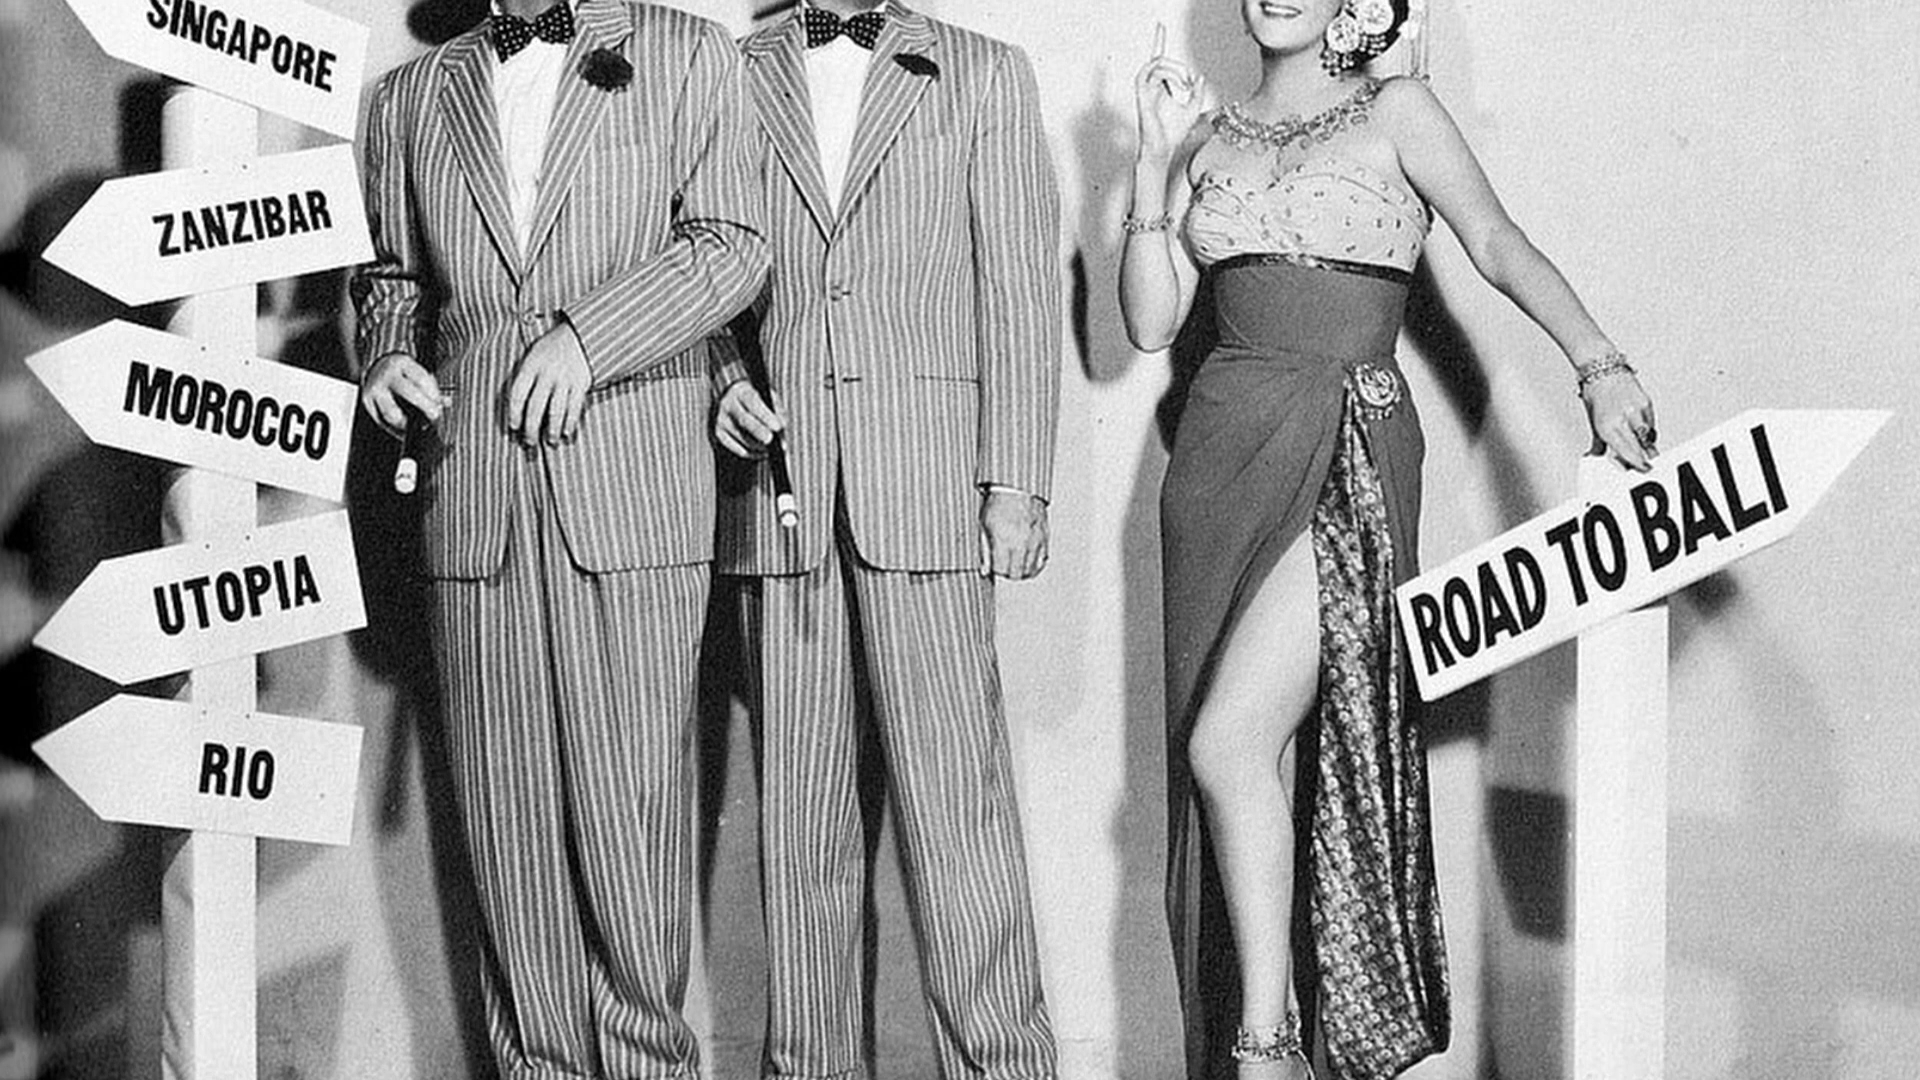 SINGAPORE
ZANZIBAR
MOROCCO
UTOPIA
RIO
ROAD TO BALI